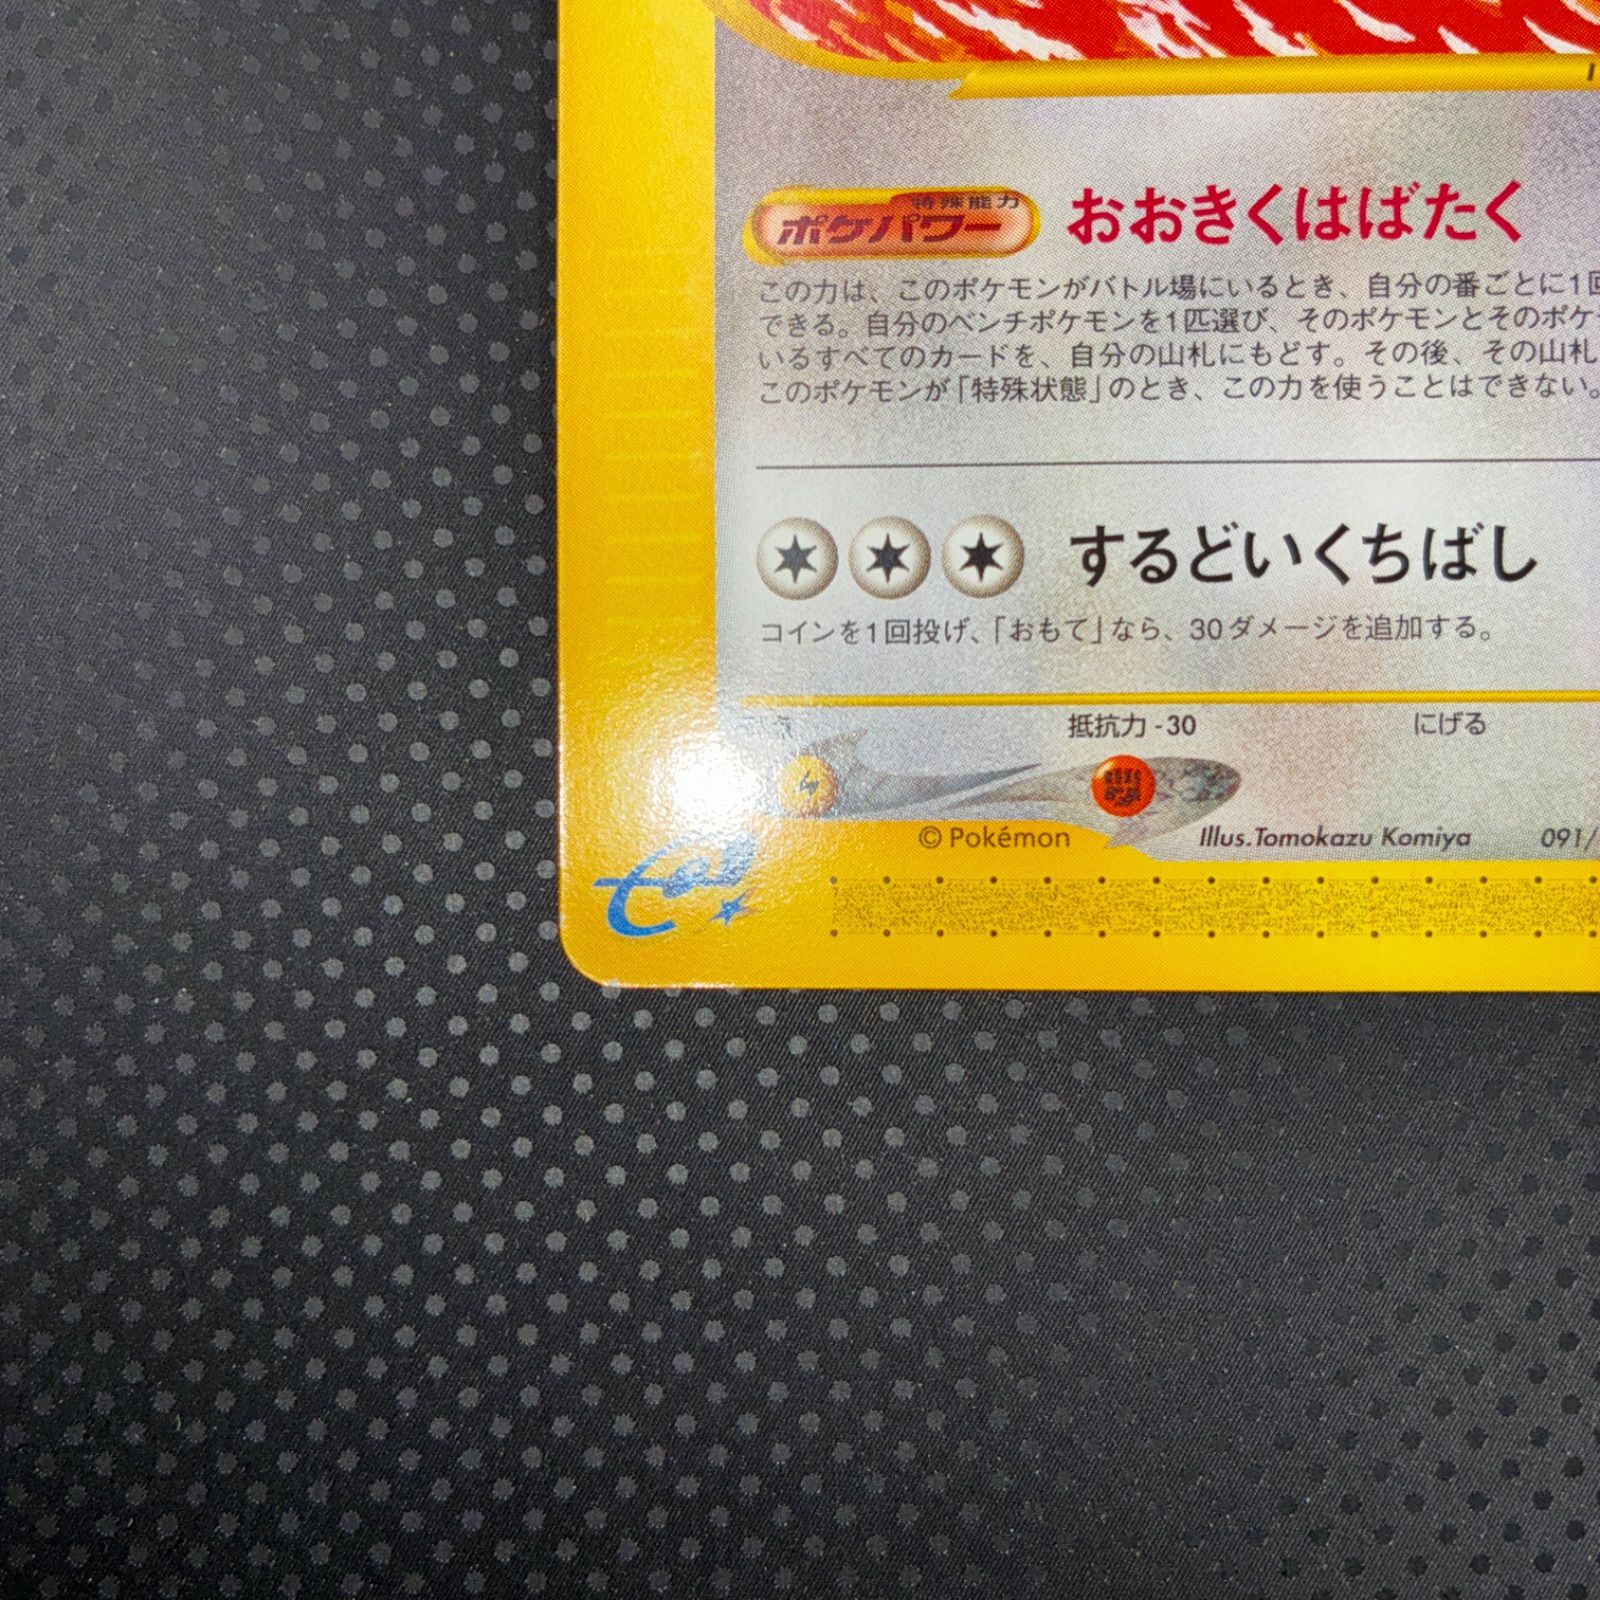 特殊能力
ポケパワー おおきくはばたく
この力は、このポケモンがバトル場にいるとき、自分の番ごとに1回
できる。自分のベンチポケモンを1匹選び、そのポケモンとそのポケ
いるすべてのカードを、自分の山札にもどす。その後、その山札
このポケモンが「特殊状態」のとき、この力を使うことはできない。
するどいくちばし
コインを1回投げ、「おもて」なら、30ダメージを追加する。
抵抗力 -30 にげる
© Pokémon Illus.Tomokazu Komiya 091/
e